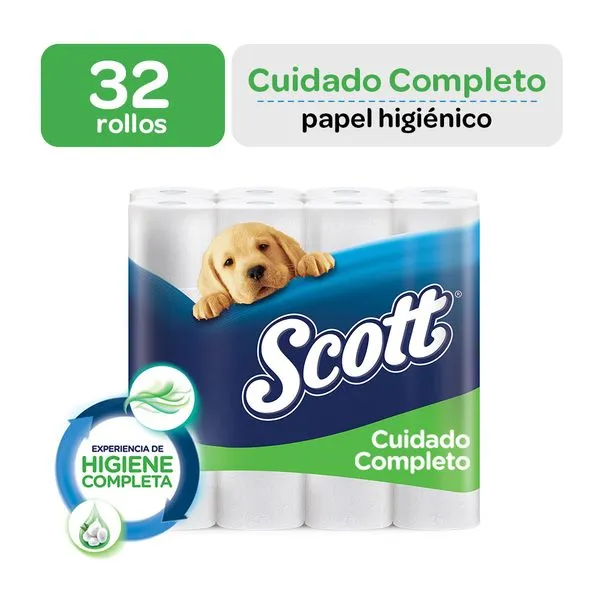 32
rollos
Cuidado Completo
papel higiénico
Scott®
Cuidado
Completo
EXPERIENCIA DE
HIGIENE
COMPLETA